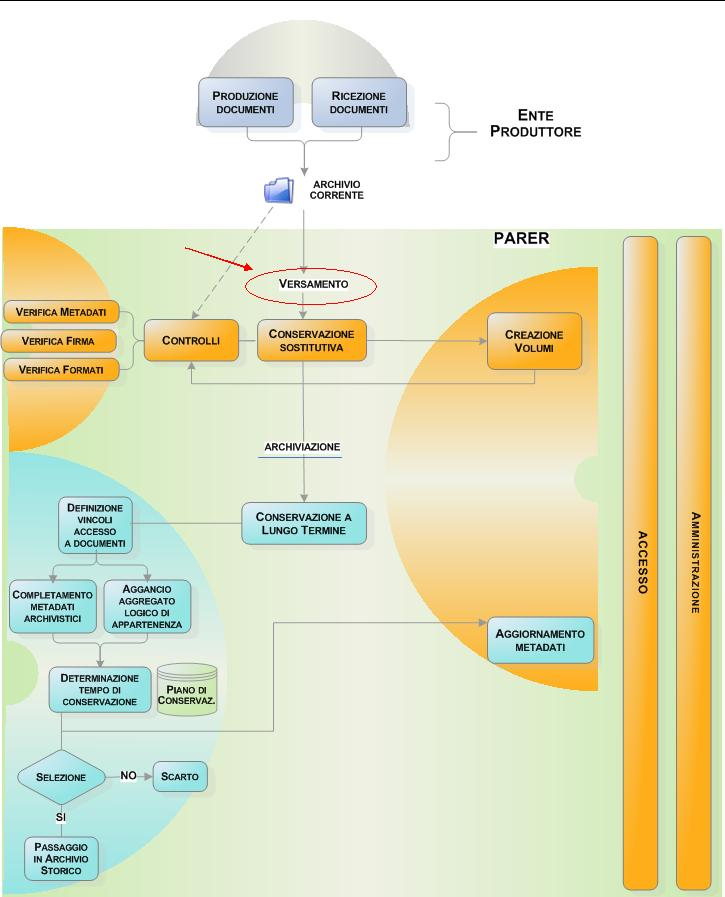 PRODUZIONE
DOCUMENTI
RICEZIONE
DOCUMENTI
ENTE
PRODUTTORE
ARCHIVIO
CORRENTE
PARER
VERSAMENTO
VERIFICA METADATI
VERIFICA FIRMA
VERIFICA FORMATI
CONTROLLI
CONSERVAZIONE
SOSTITUTIVA
CREAZIONE
VOLUMI
ARCHIVIAZIONE
CONSERVAZIONE A
LUNGO TERMINE
DEFINIZIONE
VINCOLI
ACCESSO
A DOCUMENTI
COMPLETAMENTO
METADATI
ARCHIVISTICI
AGGANCIO
AGGREGATO
LOGICO DI
APPARTENENZA
AGGIORNAMENTO
METADATI
DETERMINAZIONE
TEMPO DI
CONSERVAZIONE
PIANO DI
CONSERVAZ.
SELEZIONE
NO
SCARTO
SI
PASSAGGIO
IN ARCHIVIO
STORICO
ACCESSO
AMMINISTRAZIONE